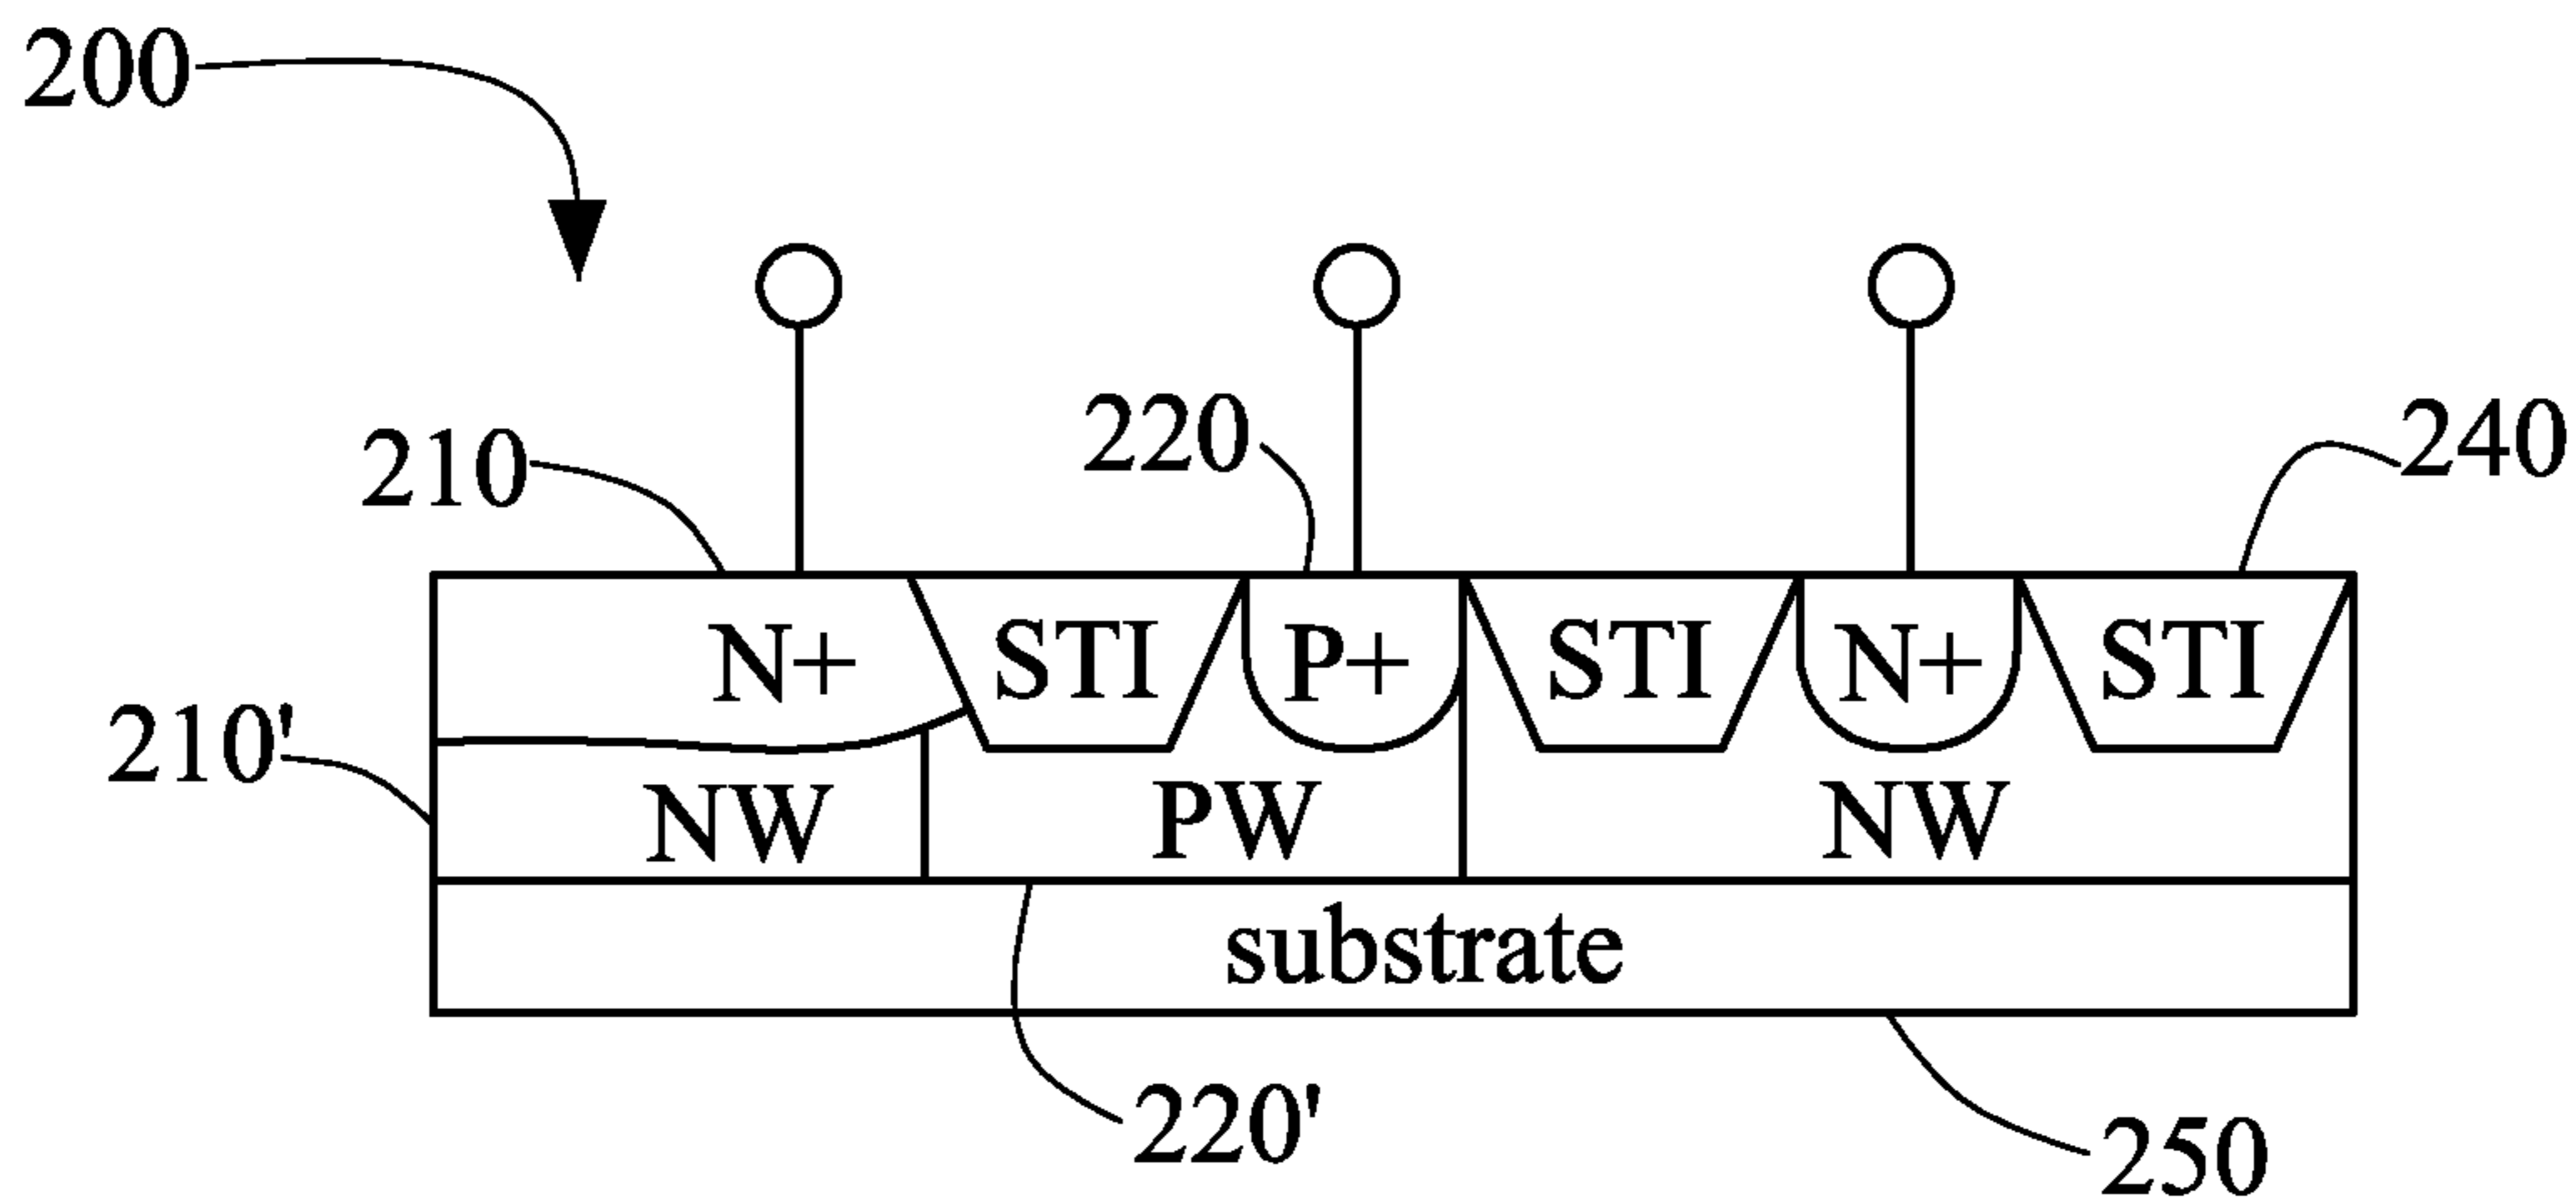 200
210 220 240
N+ STI P+ STI N+ STI
210'
NW PW NW
substrate
220' 250